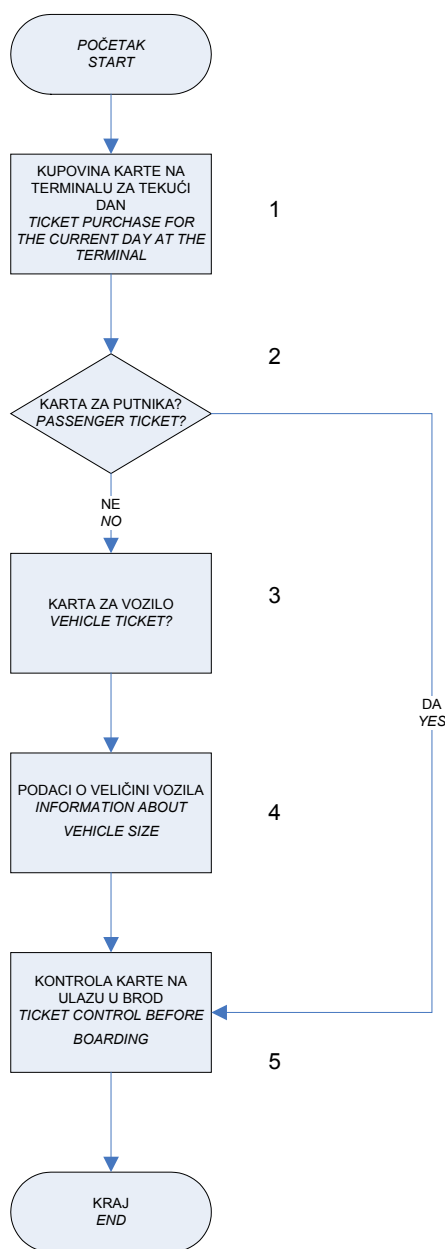 POČETAK
START
KUPOVINA KARTE NA
TERMINALU ZA TEKUĆI
DAN
TICKET PURCHASE FOR
THE CURRENT DAY AT THE
TERMINAL
1
2
KARTA ZA PUTNIKA?
PASSENGER TICKET?
NE
NO
KARTA ZA VOZILO
VEHICLE TICKET?
3
DA
YES
PODACI O VELIČINI VOZILA
INFORMATION ABOUT
VEHICLE SIZE
4
KONTROLA KARTE NA
ULAZU U BROD
TICKET CONTROL BEFORE
BOARDING
5
KRAJ
END